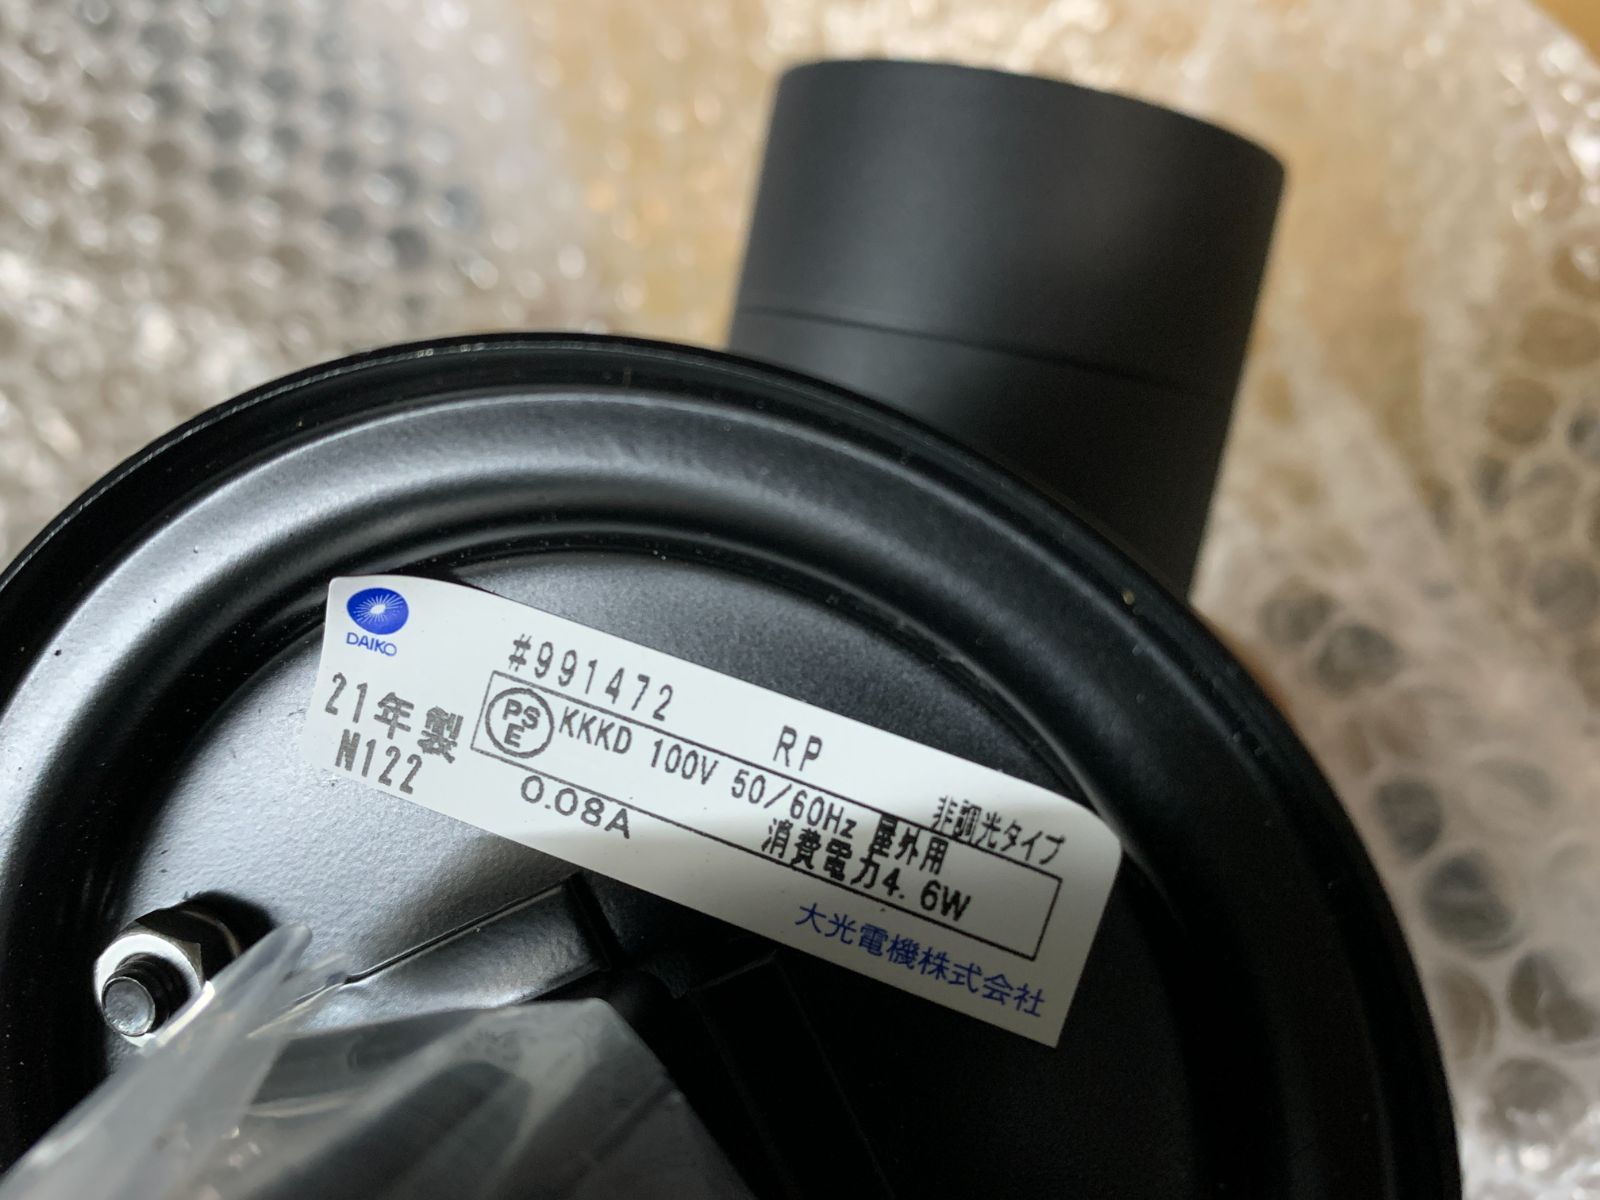 DAIKO
#991472 RP 非調光タイプ
21年製
N122
PSE KKKD 100V 50/60Hz 屋外用
0.08A 消費電力4.6W
大光電機株式会社